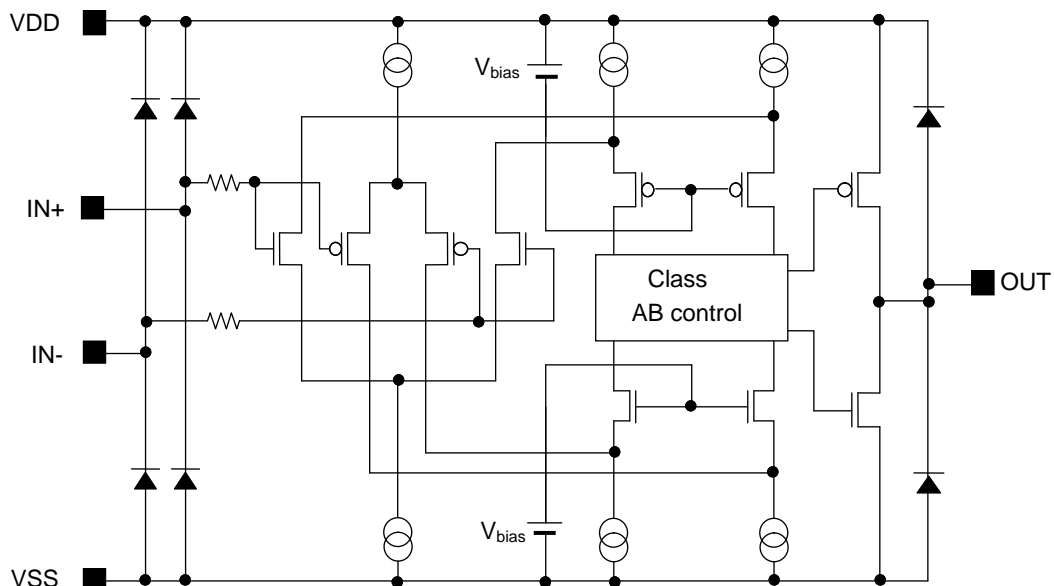 VDD
Vbias
IN+
Class
AB control
OUT
IN-
Vbias
VSS